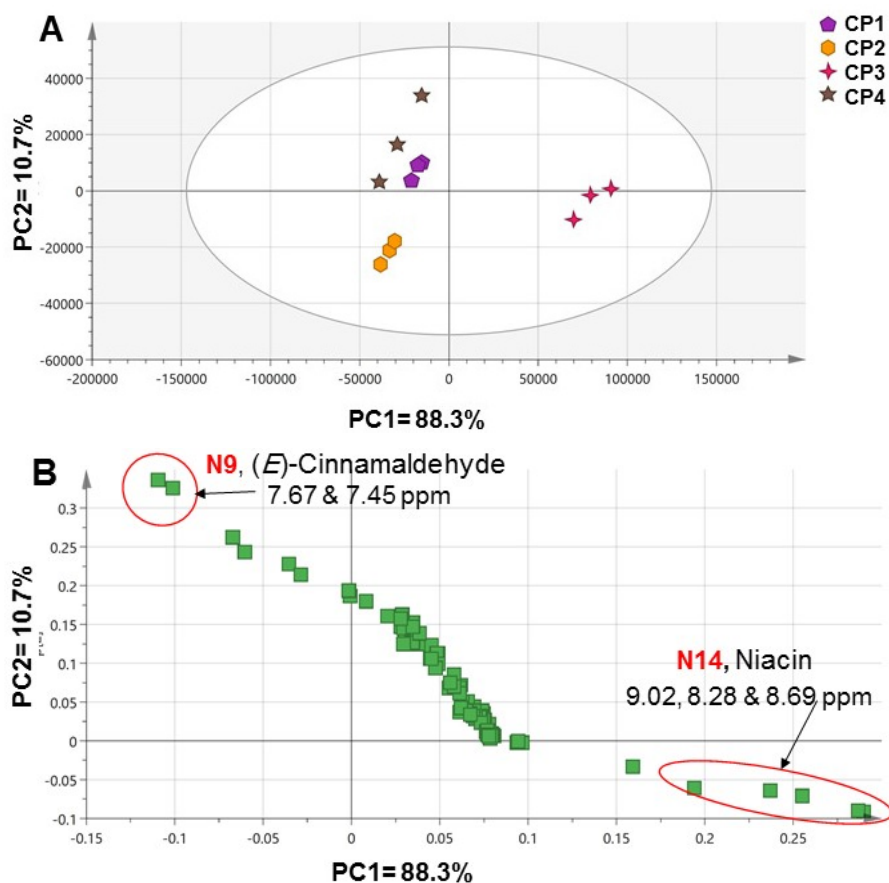 A
CP1
CP2
CP3
CP4
PC2= 10.7%
40000
20000
0
-20000
-40000
-60000
-200000 -150000 -100000 -50000 0 50000 100000 150000
PC1= 88.3%
B
N9, (E)-Cinnamaldehyde
7.67 & 7.45 ppm
PC2= 10.7%
0.3
0.25
0.2
0.15
0.1
0.05
0
-0.05
-0.1
N14, Niacin
9.02, 8.28 & 8.69 ppm
-0.15 -0.1 -0.05 0 0.05 0.1 0.15 0.2 0.25
PC1= 88.3%